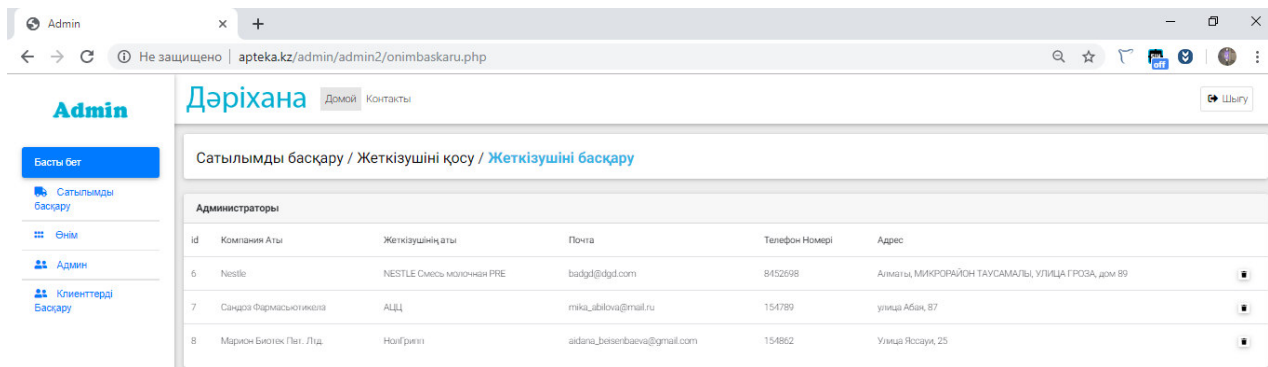 Admin
Не защищено | apteka.kz/admin/admin2/onimbaskaru.php
off
Admin
Дәріхана Домой Контакты
Шығу
Басты бет
Сатылымды басқару / Жеткізушіні қосу / Жеткізушіні басқару
Сатылымды
басқару
Өнім
Админ
Клиенттерді
Басқару
Администраторы
id Компания Аты Жеткізушінің аты Почта Телефон Номері Адрес
6 Nestle NESTLE Смесь молочная PRE badgd@dgd.com 8452698 Алматы, МИКРОРАЙОН ТАУСАМАЛЫ, УЛИЦА ГРОЗА, дом 89
7 Сандоз Фармасьютикелз АЦЦ mika_abilova@mail.ru 154789 улица Абая, 87
8 Марион Биотек Пвт. Лтд. НолГрипп aidana_beisenbaeva@gmail.com 154862 Улица Яссауи, 25